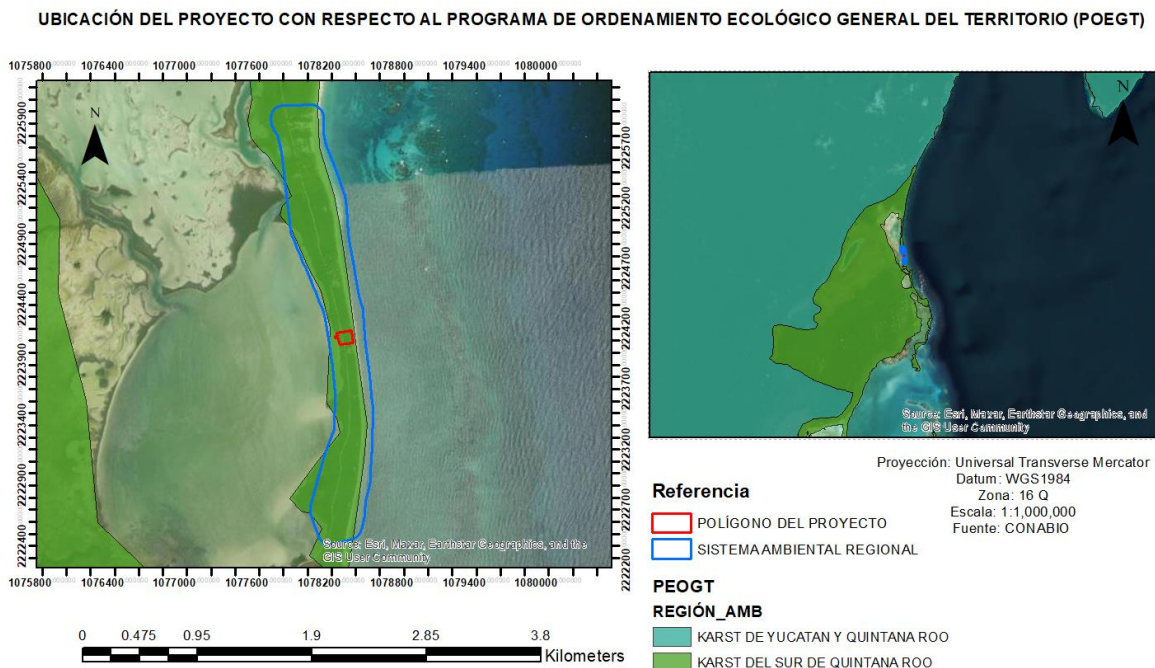 UBICACIÓN DEL PROYECTO CON RESPECTO AL PROGRAMA DE ORDENAMIENTO ECOLÓGICO GENERAL DEL TERRITORIO (POEGT)
1075800 1076400 1077000 1077600 1078200 1078800 1079400 1080000
N
2225900
2225400
2224900
2224400
2223900
2223400
2222900
2222400
2225700
2225200
2224700
2224200
2223700
2223200
2222700
2222200
Source: Esri, Maxar, Earthstar Geographics, and the
GIS User Community
1075800 1076400 1077000 1077600 1078200 1078800 1079400 1080000
0 0.475 0.95 1.9 2.85 3.8
Kilometers
N
Source: Esri, Maxar, Earthstar Geographics, and
the GIS User Community
Proyección: Universal Transverse Mercator
Datum: WGS1984
Zona: 16 Q
Escala: 1:1,000,000
Fuente: CONABIO
Referencia
POLÍGONO DEL PROYECTO
SISTEMA AMBIENTAL REGIONAL
PEOGT
REGIÓN_AMB
KARST DE YUCATAN Y QUINTANA ROO
KARST DEL SUR DE QUINTANA ROO